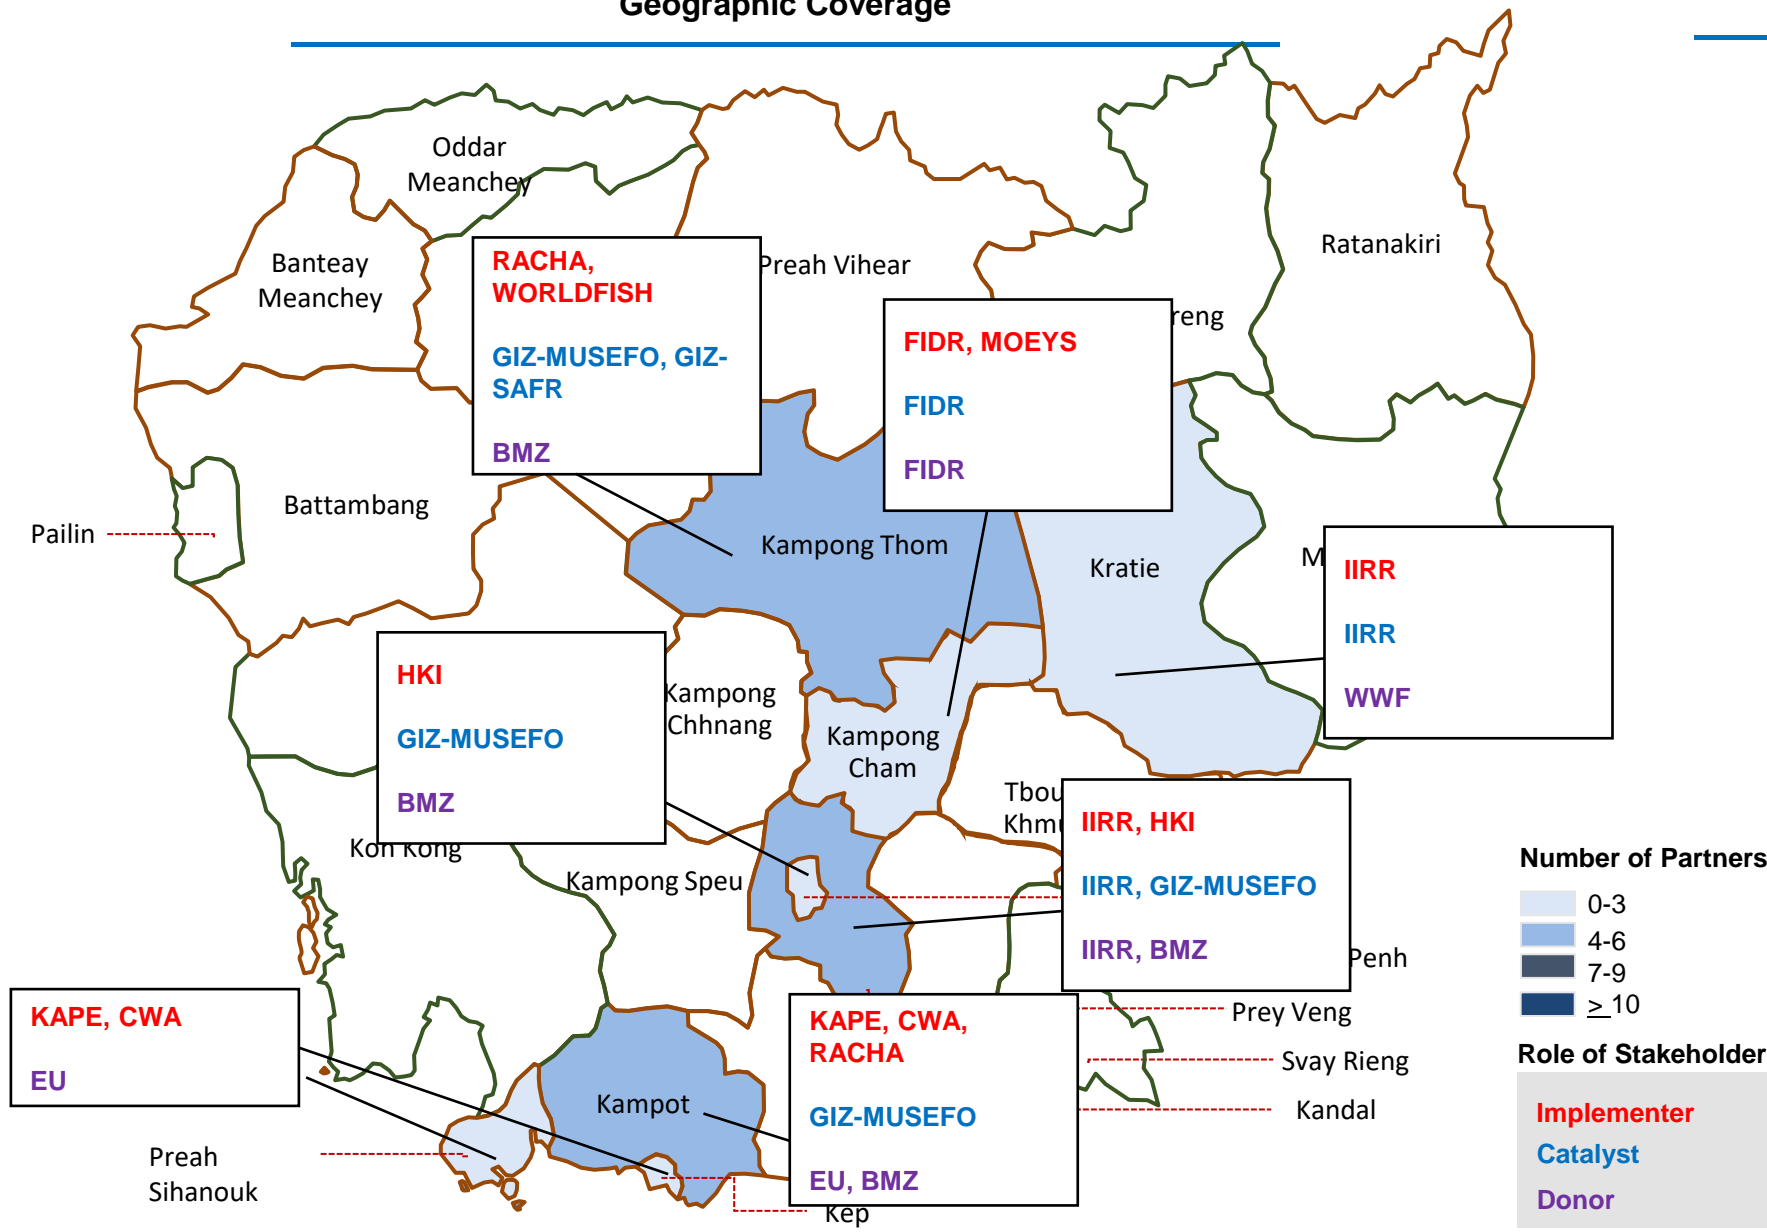 Geographic Coverage
Oddar
Meanchey
Banteay
Meanchey
Ratanakiri
Preah Vihear
RACHA,
WORLDFISH
GIZ-MUSEFO, GIZ-
SAFR
BMZ
FIDR, MOEYS
FIDR
FIDR
reng
Battambang
Pailin
Kampong Thom
Kratie
M
IIRR
IIRR
WWF
HKI
GIZ-MUSEFO
BMZ
Kampong
Chhnang
Kampong
Cham
Tbou
Khmu
IIRR, HKI
IIRR, GIZ-MUSEFO
IIRR, BMZ
Koh Kong
Kampong Speu
Penh
Prey Veng
Svay Rieng
Kandal
KAPE, CWA
EU
KAPE, CWA,
RACHA
GIZ-MUSEFO
EU, BMZ
Kampot
Preah
Sihanouk
Kep
Number of Partners
0-3
4-6
7-9
≥ 10
Role of Stakeholder
Implementer
Catalyst
Donor